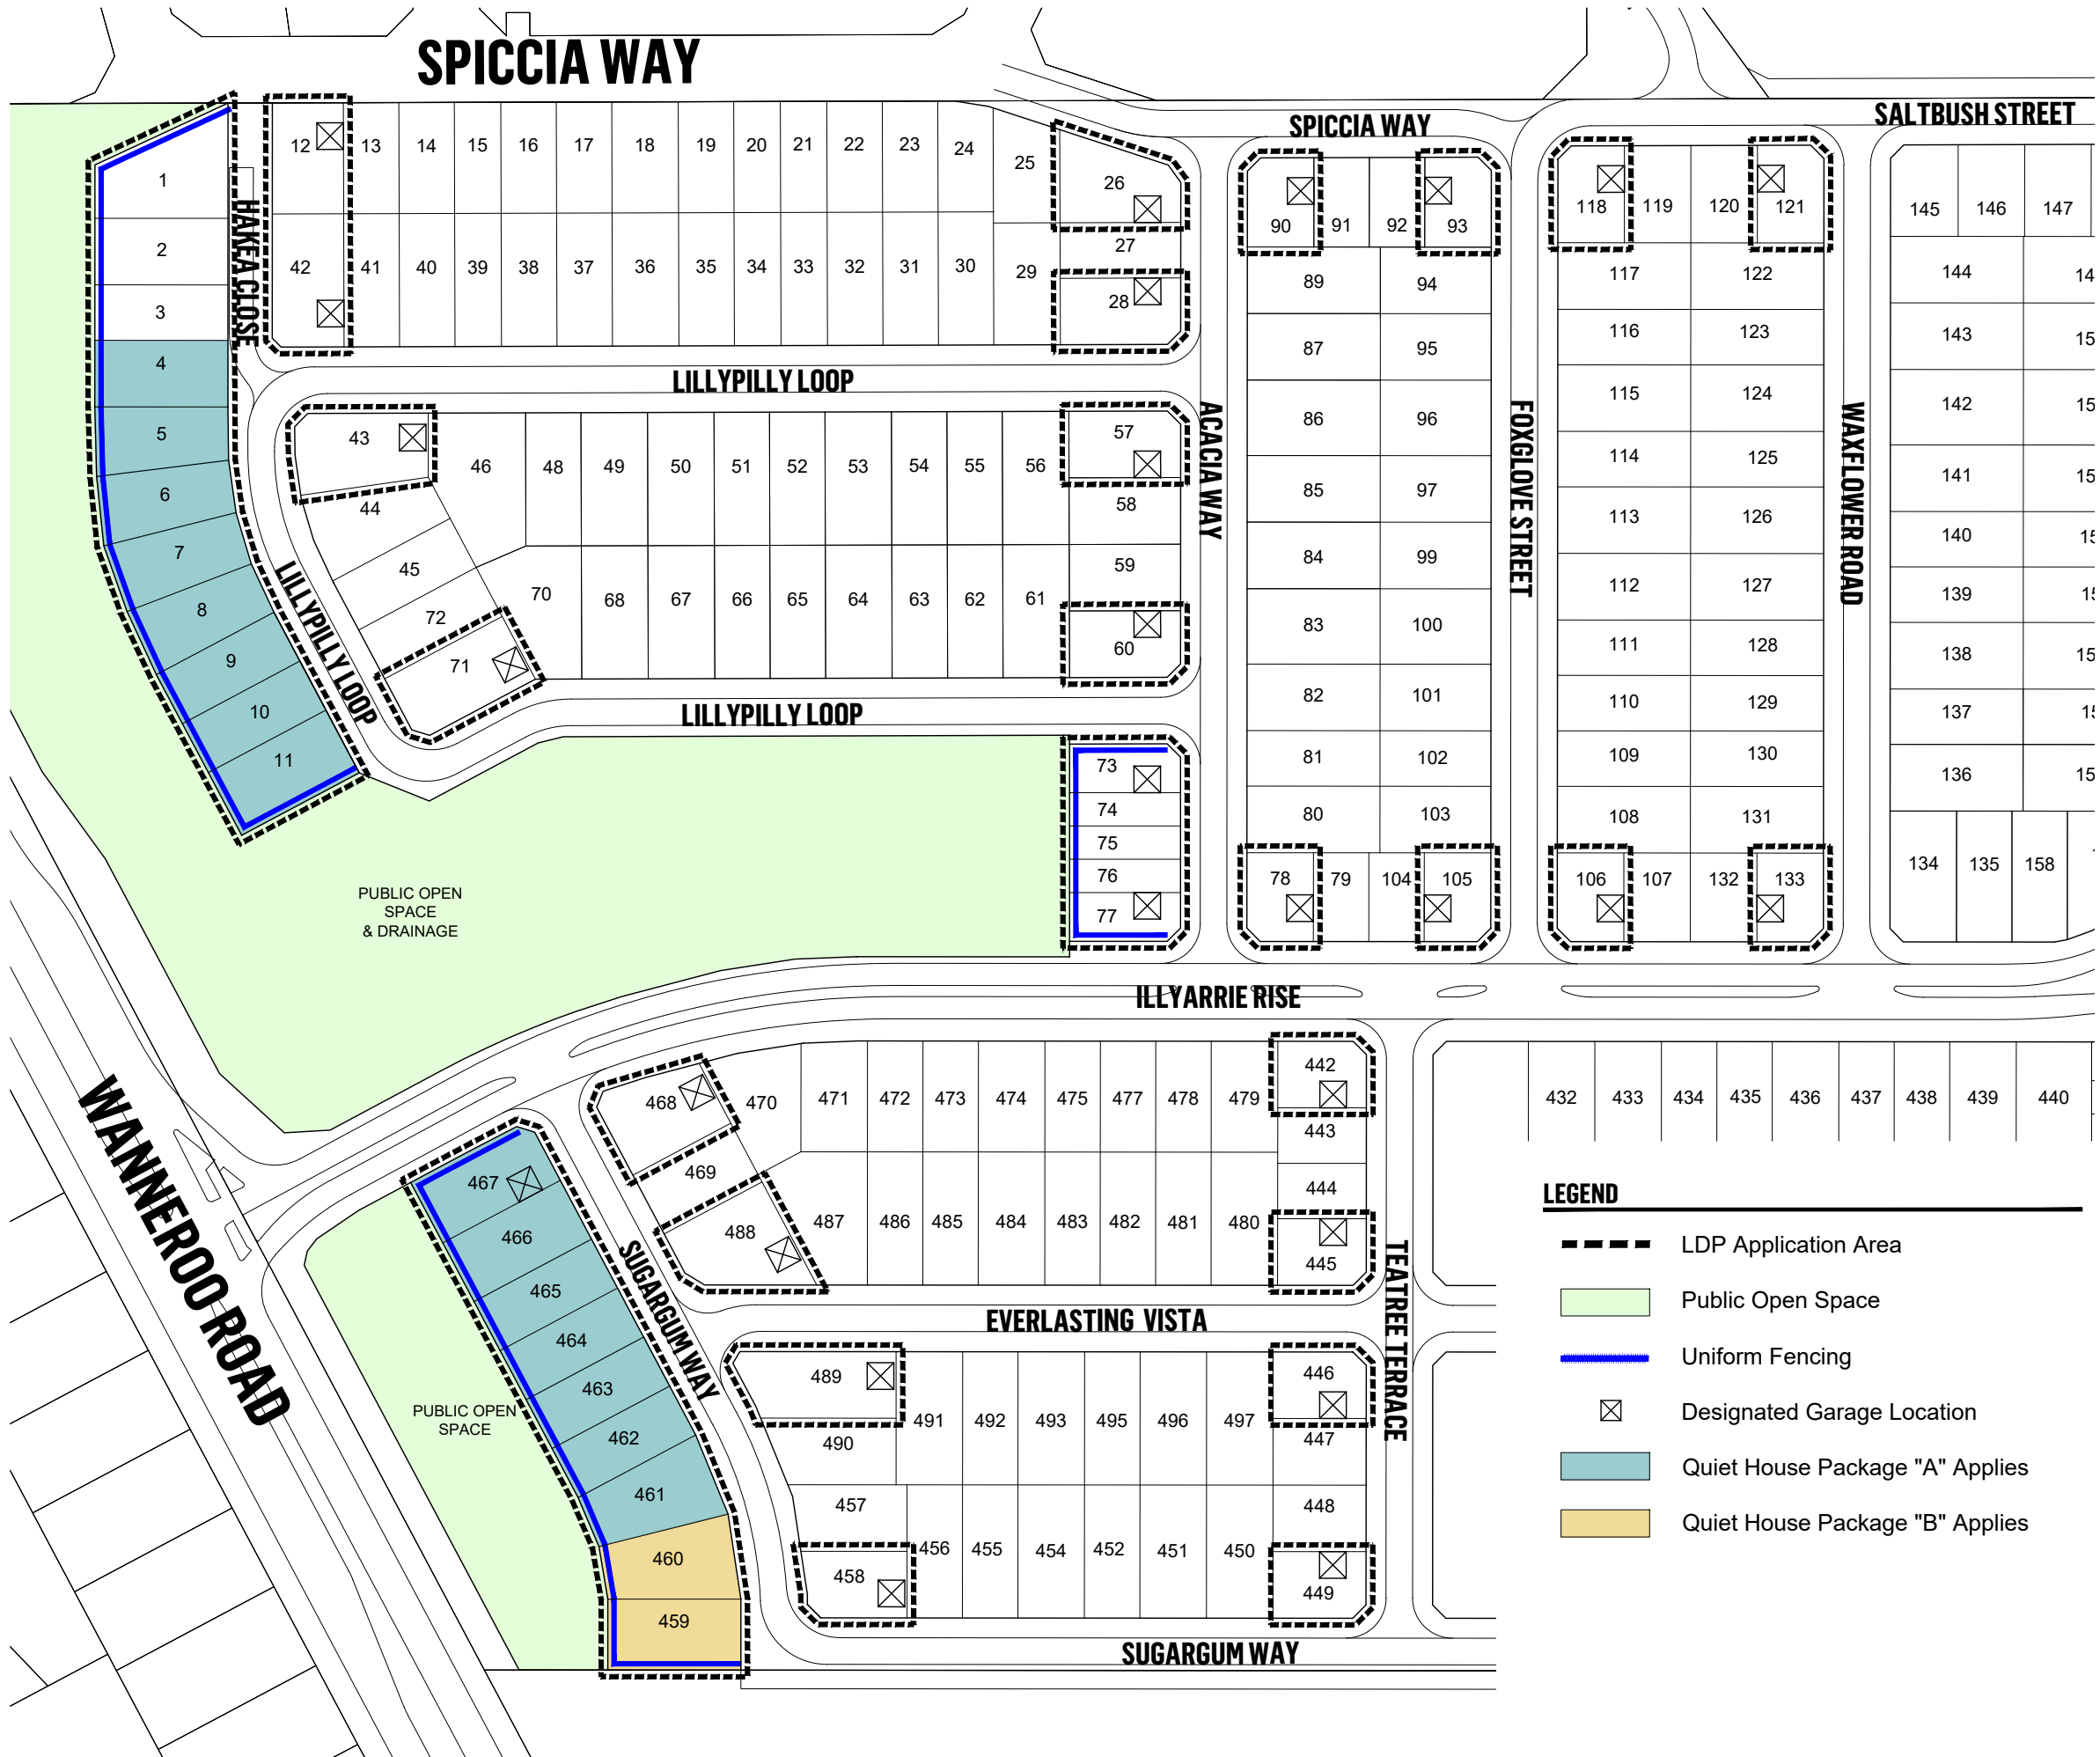 SPICCIA WAY
SPICCIA WAY
SALTBUSH STREET
12 13 14 15 16 17 18 19 20 21 22 23 24 25
26
27
28
1
2
3
4
5
6
7
8
9
10
11
HAKEA CLOSE
42 41 40 39 38 37 36 35 34 33 32 31 30 29
LILLYPILLY LOOP
43
44
45
72
71
46 48 49 50 51 52 53 54 55 56
57
58
59
60
70 68 67 66 65 64 63 62 61
LILLYPILLY LOOP
LILLYPILLY LOOP
73
74
75
76
77
ACACIA WAY
90 91 92 93
89 94
87 95
86 96
85 97
84 99
83 100
82 101
81 102
80 103
78 79 104 105
FOXGLOVE STREET
118 119 120 121
117 122
116 123
115 124
114 125
113 126
112 127
111 128
110 129
109 130
108 131
106 107 132 133
WAXFLOWER ROAD
145 146 147
144
143
142
141
140
139
138
137
136
134 135 158
PUBLIC OPEN
SPACE
& DRAINAGE
ILLYARRIE RISE
WANNEROO ROAD
468
469
488
470 471 472 473 474 475 477 478 479
442
443
444
445
487 486 485 484 483 482 481 480
432 433 434 435 436 437 438 439 440
467
466
465
464
463
462
461
460
459
SUGARGUM WAY
PUBLIC OPEN
SPACE
EVERLASTING VISTA
TEATREE TERRACE
489
490
457
458
491 492 493 495 496 497
446
447
448
449
456 455 454 452 451 450
SUGARGUM WAY
LEGEND
LDP Application Area
Public Open Space
Uniform Fencing
Designated Garage Location
Quiet House Package "A" Applies
Quiet House Package "B" Applies